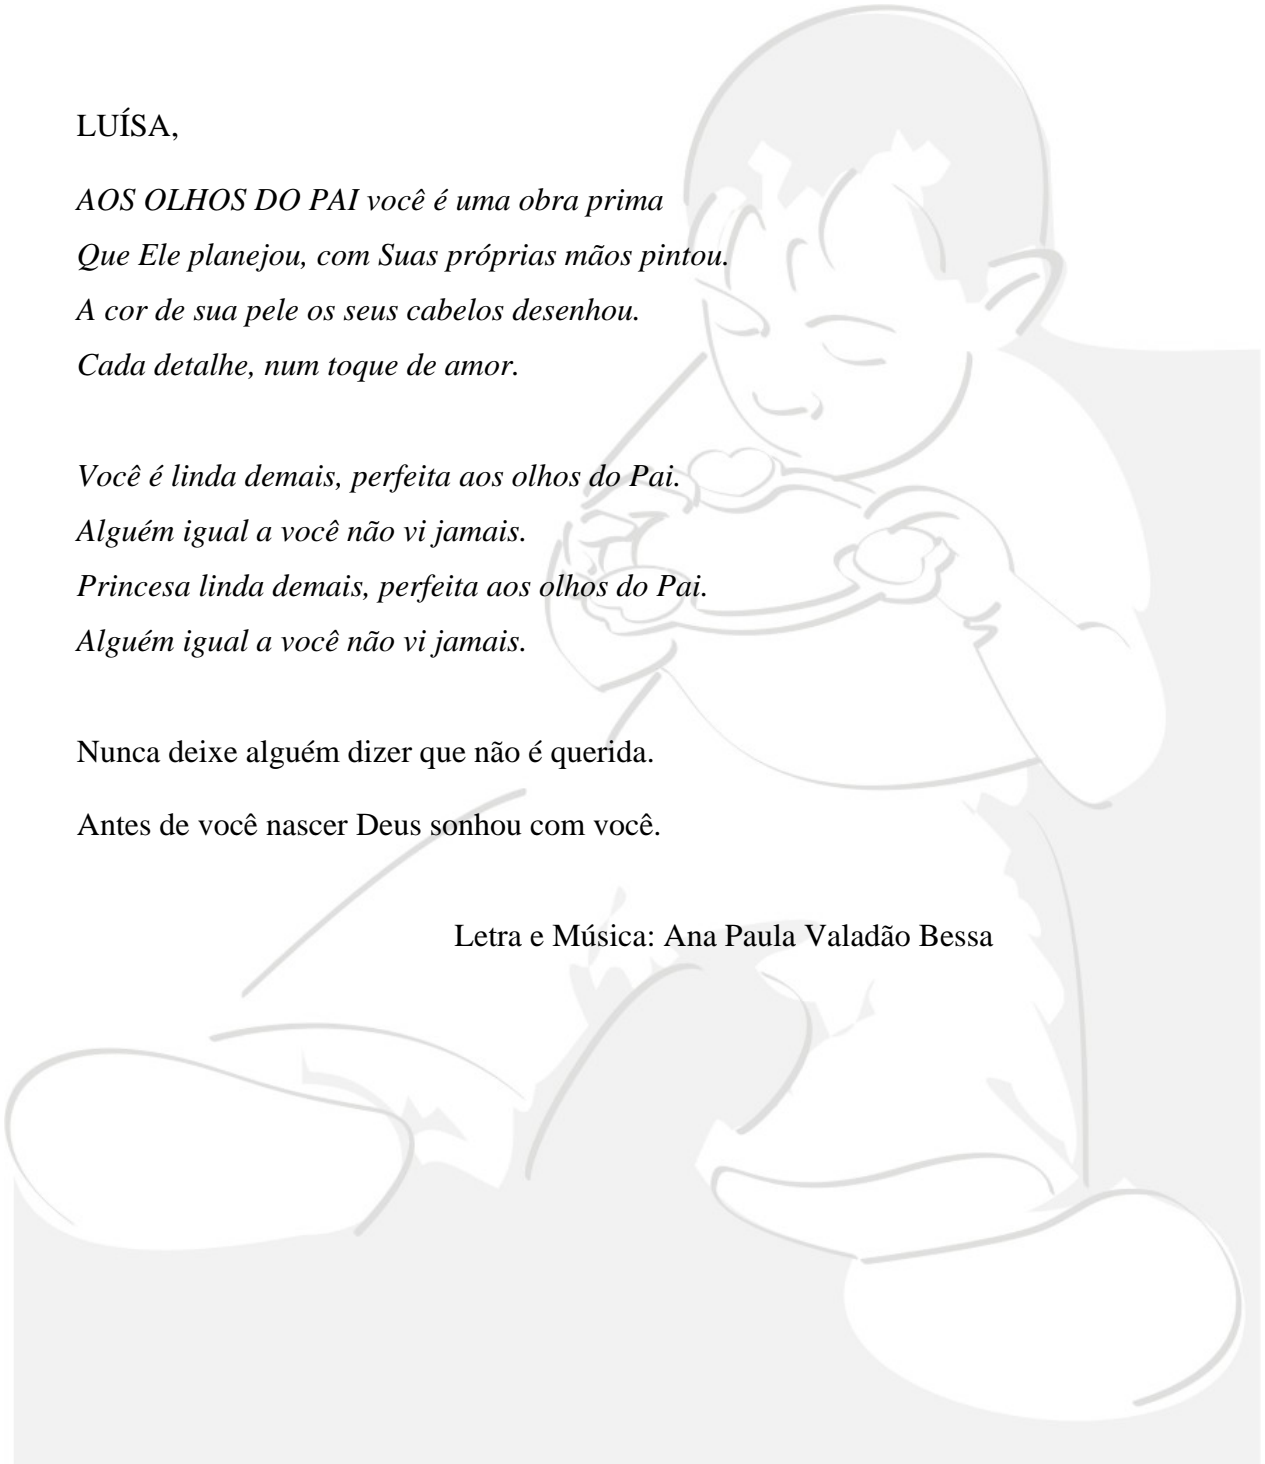 LUÍSA,
AOS OLHOS DO PAI você é uma obra prima
Que Ele planejou, com Suas próprias mãos pintou.
A cor de sua pele os seus cabelos desenhou.
Cada detalhe, num toque de amor.
Você é linda demais, perfeita aos olhos do Pai.
Alguém igual a você não vi jamais.
Princesa linda demais, perfeita aos olhos do Pai.
Alguém igual a você não vi jamais.
Nunca deixe alguém dizer que não é querida.
Antes de você nascer Deus sonhou com você.
Letra e Música: Ana Paula Valadão Bessa